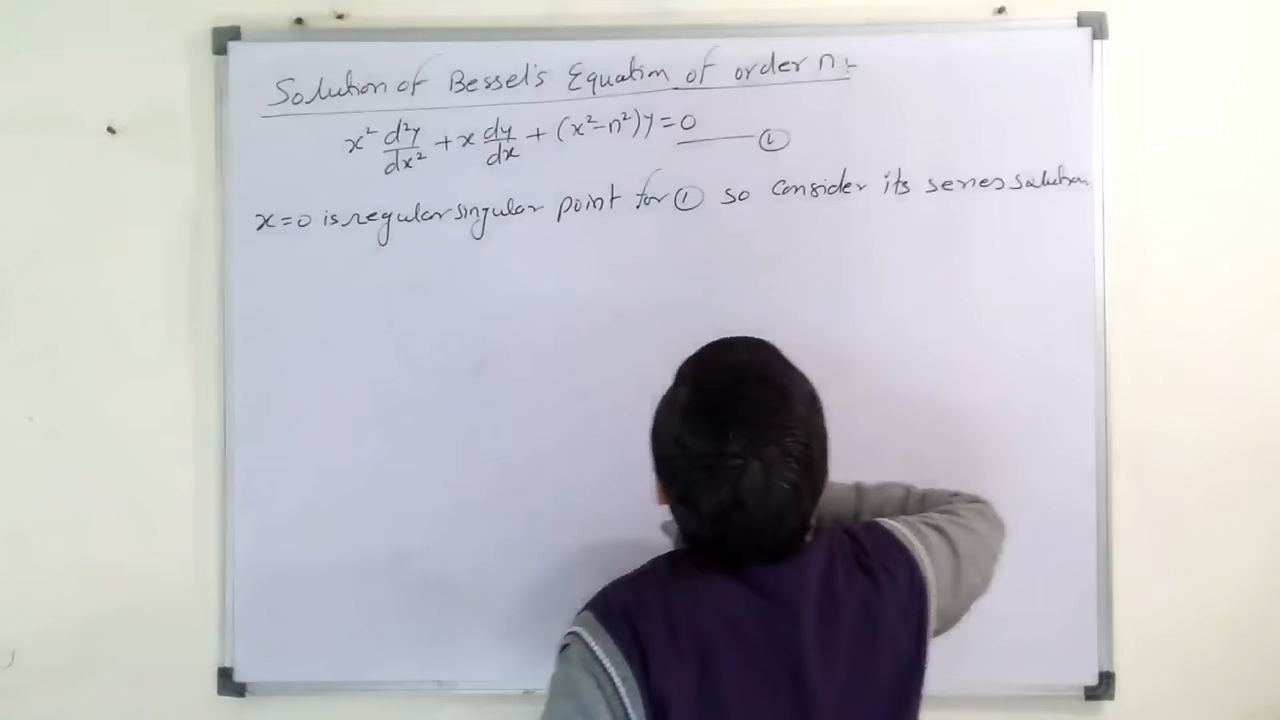 Solution of Bessel's Equation of order n:-
x² d²y/dx² + x dy/dx + (x²-n²)y=0 —— ①
x=0 is regular singular point for ① so consider its series solution